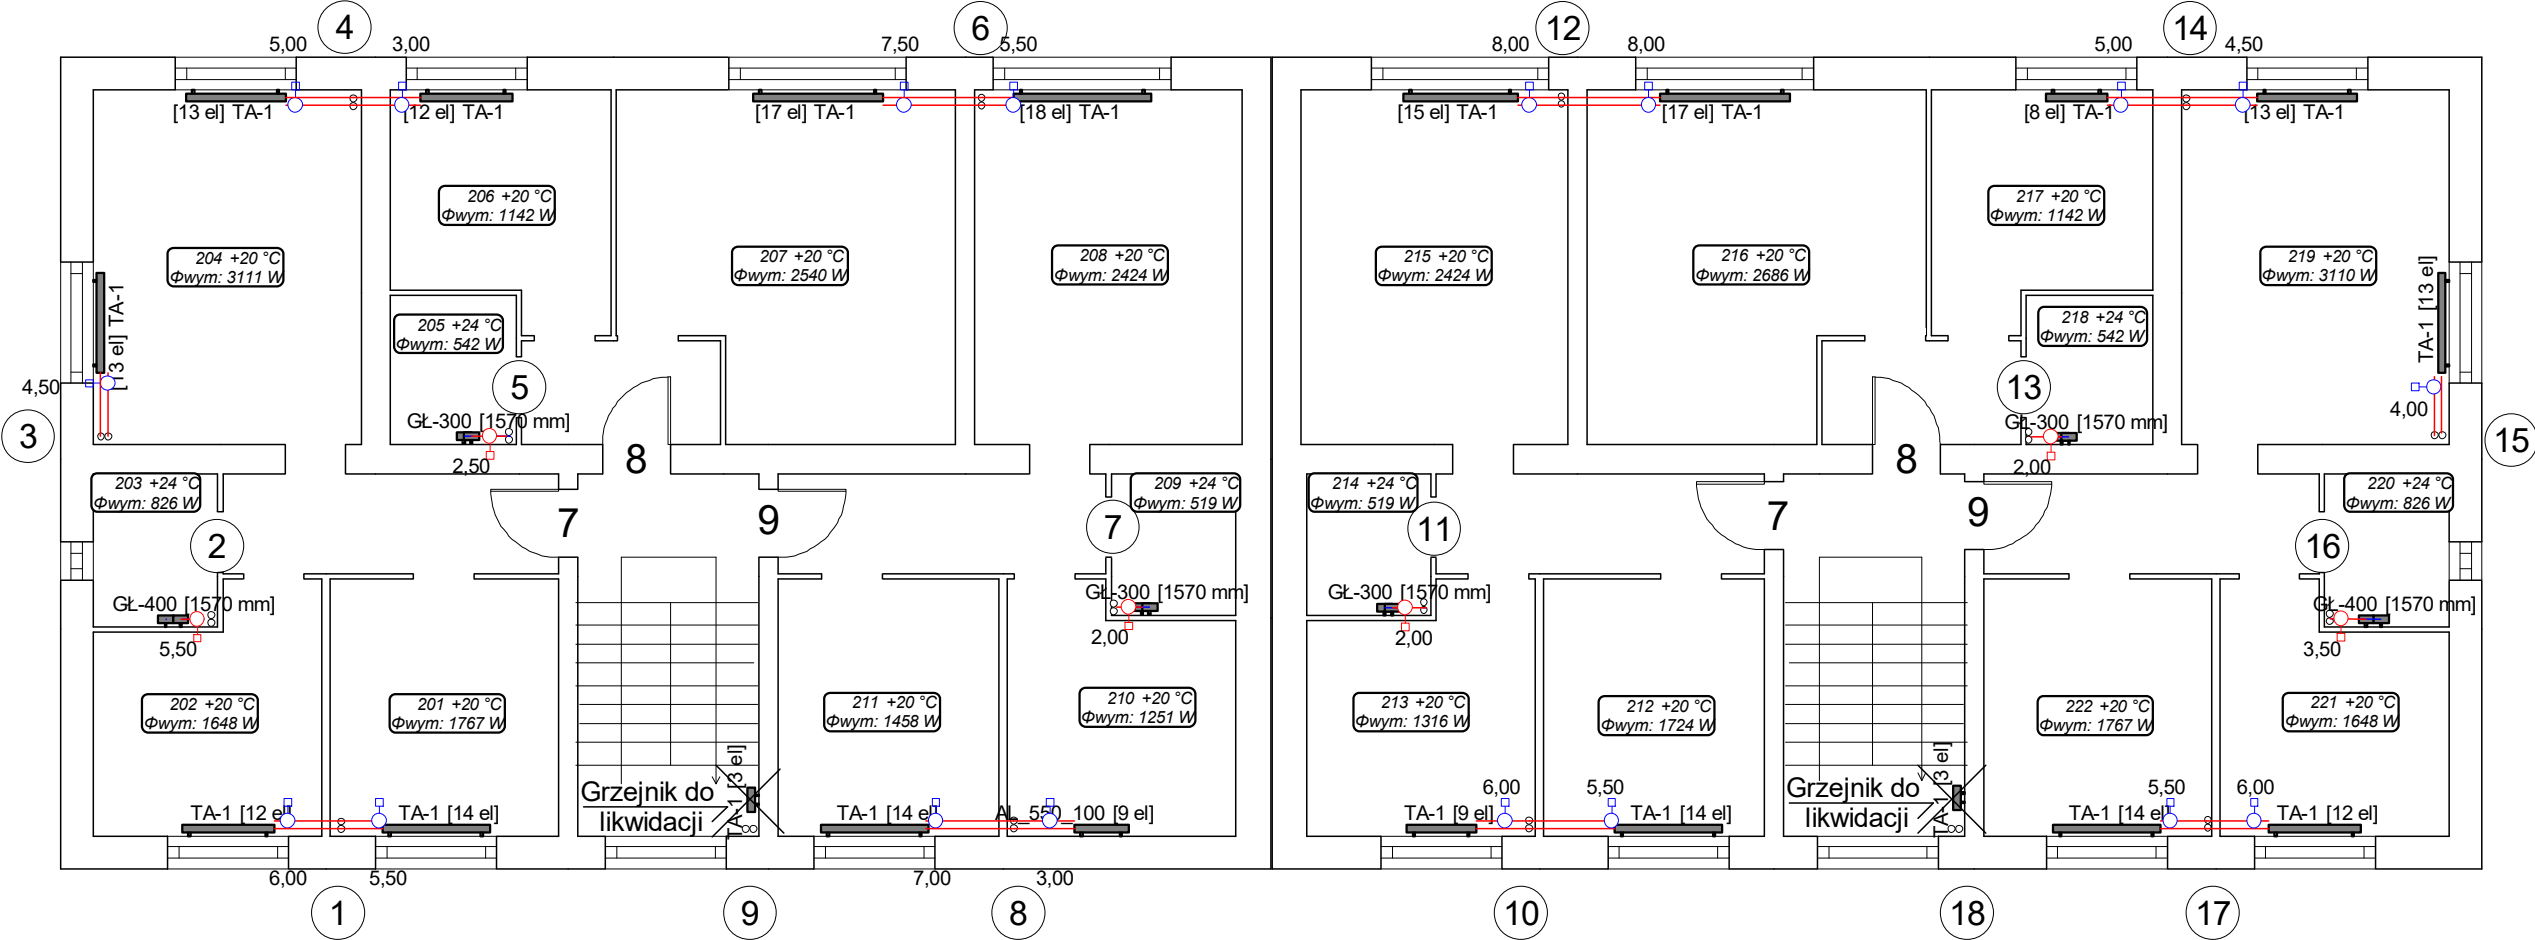 4
6
12
14
5,00
3,00
7,50
5,50
8,00
8,00
5,00
4,50
[13 el] TA-1
[12 el] TA-1
[17 el] TA-1
[18 el] TA-1
[15 el] TA-1
[17 el] TA-1
[8 el] TA-1
[13 el] TA-1
206 +20 °C
Φwym: 1142 W
217 +20 °C
Φwym: 1142 W
204 +20 °C
Φwym: 3111 W
207 +20 °C
Φwym: 2540 W
208 +20 °C
Φwym: 2424 W
215 +20 °C
Φwym: 2424 W
216 +20 °C
Φwym: 2686 W
219 +20 °C
Φwym: 3110 W
[13 el] TA-1
205 +24 °C
Φwym: 542 W
218 +24 °C
Φwym: 542 W
TA-1 [13 el]
4,50
5
13
4,00
3
GŁ-300 [1570 mm]
GŁ-300 [1570 mm]
15
2,50
8
8
2,00
203 +24 °C
Φwym: 826 W
209 +24 °C
Φwym: 519 W
214 +24 °C
Φwym: 519 W
220 +24 °C
Φwym: 826 W
2
7
9
7
11
7
9
16
GŁ-400 [1570 mm]
GŁ-300 [1570 mm]
GŁ-300 [1570 mm]
GŁ-400 [1570 mm]
5,50
2,00
2,00
3,50
202 +20 °C
Φwym: 1648 W
201 +20 °C
Φwym: 1767 W
211 +20 °C
Φwym: 1458 W
210 +20 °C
Φwym: 1251 W
213 +20 °C
Φwym: 1316 W
212 +20 °C
Φwym: 1724 W
222 +20 °C
Φwym: 1767 W
221 +20 °C
Φwym: 1648 W
Grzejnik do
likwidacji
TA-1 [3 el]
Grzejnik do
likwidacji
TA-1 [3 el]
6,00
5,50
5,50
6,00
TA-1 [12 el]
TA-1 [14 el]
TA-1 [14 el]
AL_550_100 [9 el]
TA-1 [9 el]
TA-1 [14 el]
TA-1 [14 el]
TA-1 [12 el]
6,00
5,50
7,00
3,00
1
9
8
10
18
17